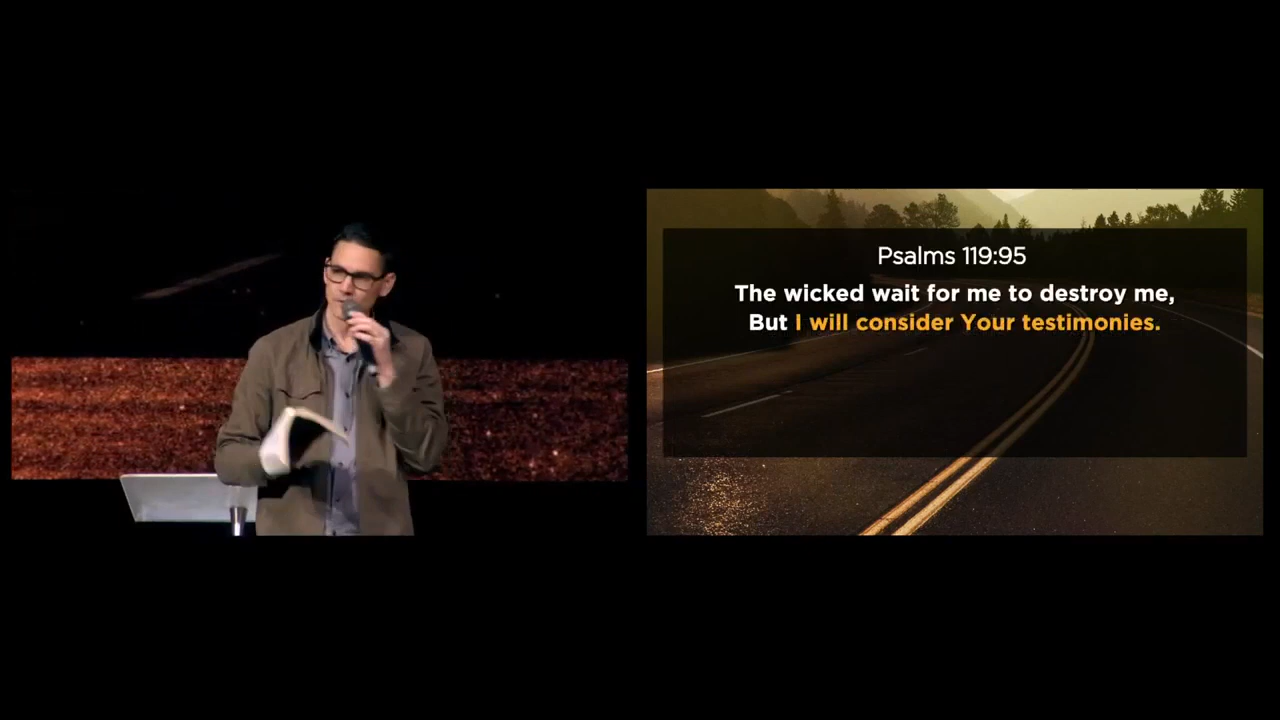 Psalms 119:95
The wicked wait for me to destroy me,
But I will consider Your testimonies.